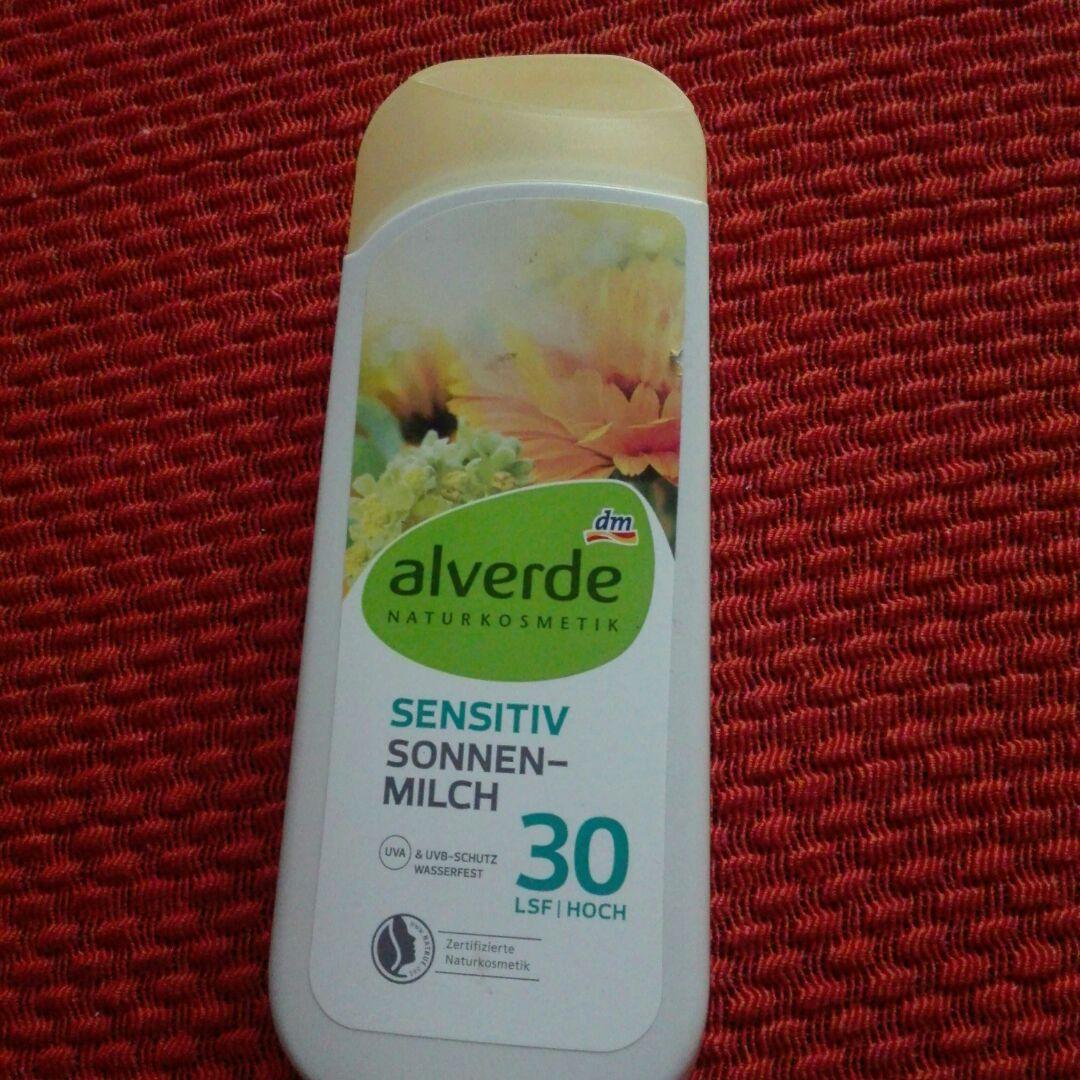 dm
alverde
NATURKOSMETIK
SENSITIV
SONNEN-
MILCH
30
LSF | HOCH
UVA & UVB-SCHUTZ
WASSERFEST
Zertifizierte
Naturkosmetik